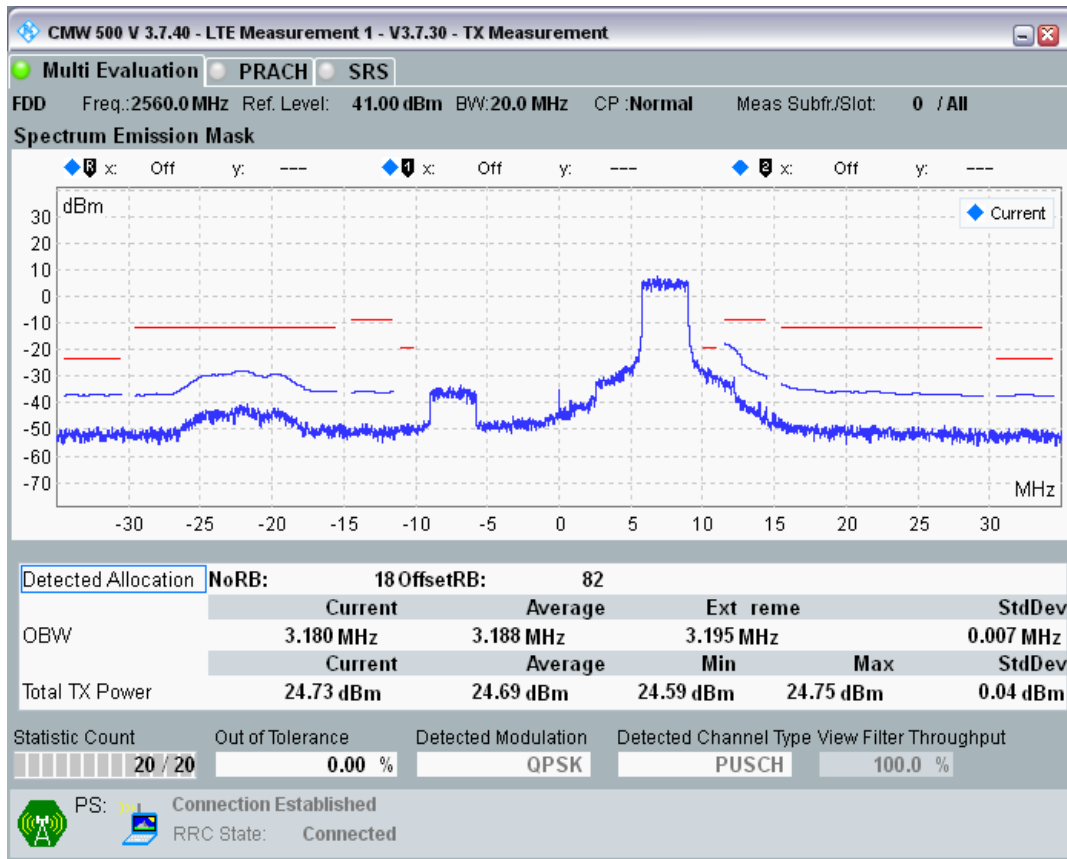 CMW 500 V 3.7.40 - LTE Measurement 1 - V3.7.30 - TX Measurement
Multi Evaluation PRACH SRS
FDD Freq.:2560.0 MHz Ref. Level: 41.00 dBm BW:20.0 MHz CP :Normal Meas Subfr./Slot: 0 / All
Spectrum Emission Mask
R x: Off y: --- 1 x: Off y: --- 2 x: Off y: ---
dBm
Current
30
20
10
0
-10
-20
-30
-40
-50
-60
-70
MHz
-30 -25 -20 -15 -10 -5 0 5 10 15 20 25 30
Detected Allocation NoRB: 18 OffsetRB: 82
Current Average Ext reme StdDev
OBW 3.180 MHz 3.188 MHz 3.195 MHz 0.007 MHz
Current Average Min Max StdDev
Total TX Power 24.73 dBm 24.69 dBm 24.59 dBm 24.75 dBm 0.04 dBm
Statistic Count Out of Tolerance Detected Modulation Detected Channel Type View Filter Throughput
20 / 20 0.00 % QPSK PUSCH 100.0 %
PS: Connection Established
RRC State: Connected